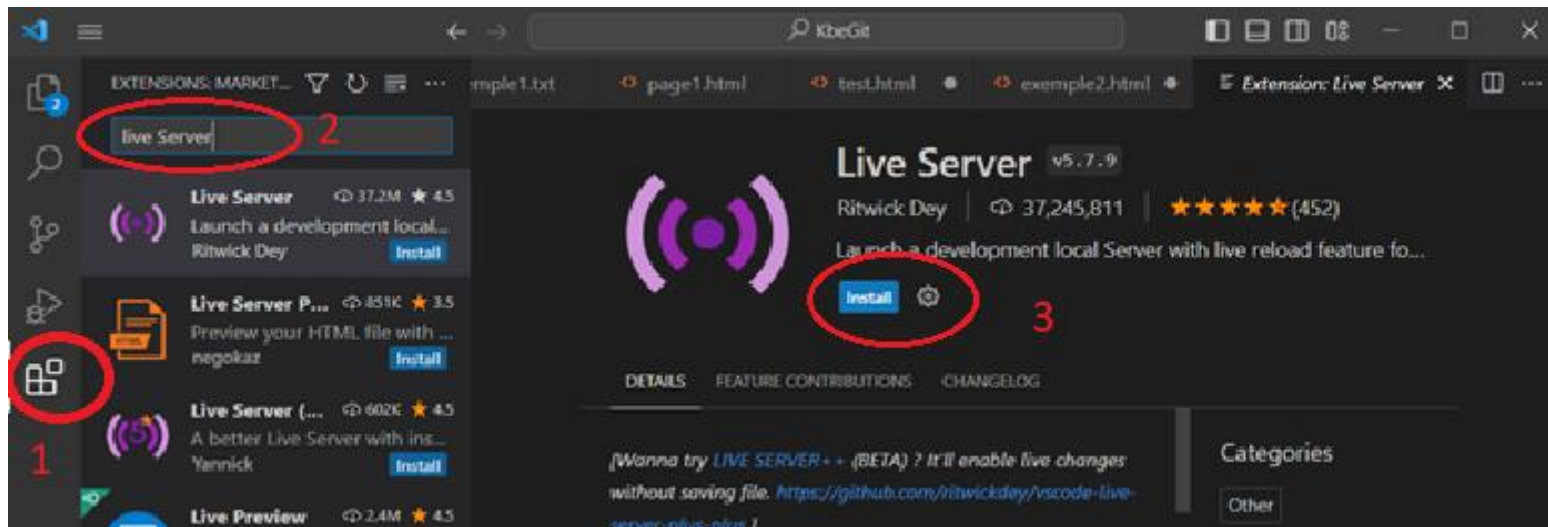 KbeGit
EXTENSIONS: MARKET...
mple1.txt
page1.html
test.html
exemple2.html
Extension: Live Server
2
live Server
2
Live Server 37.2M 4.5
Launch a development local...
Ritwick Dey Install
Live Server P... 851K 3.5
Preview your HTML file with ...
negokaz Install
Live Server (... 602K 4.5
A better Live Server with ins...
Yannick Install
Live Preview 2.4M 4.5
1
Live Server v5.7.9
Ritwick Dey 37,245,811 (452)
Launch a development local Server with live reload feature fo...
Install
3
DETAILS FEATURE CONTRIBUTIONS CHANGELOG
[Wanna try LIVE SERVER++ (BETA) ? It'll enable live changes
without saving file. https://github.com/ritwickdey/vscode-live-
server-plus-plus ]
Categories
Other